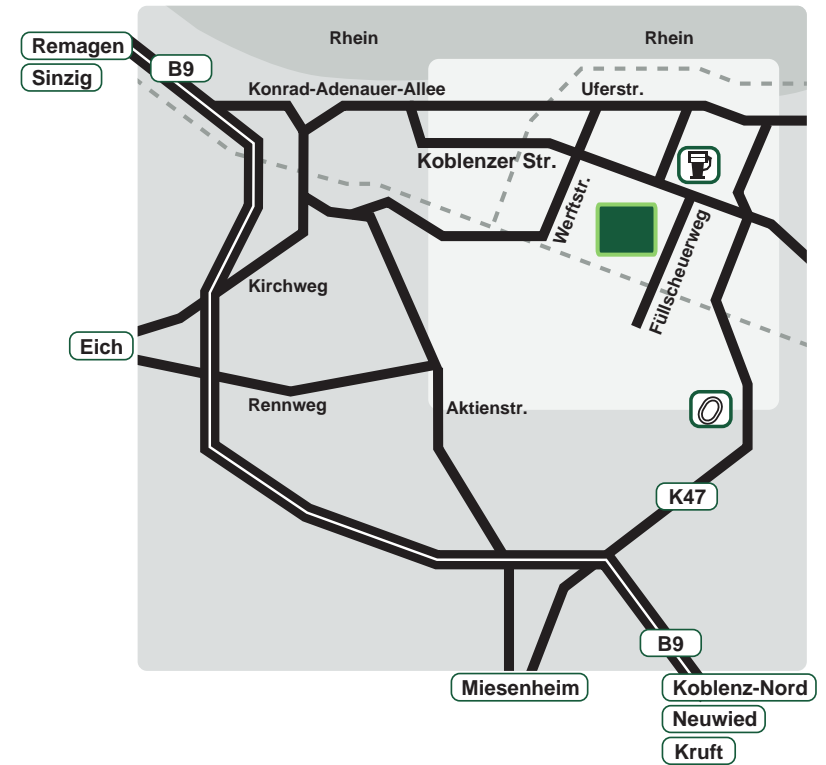 Rhein
Rhein
Remagen
Sinzig
B9
Konrad-Adenauer-Allee
Uferstr.
Koblenzer Str.
Werftstr.
Füllscheuerweg
Kirchweg
Eich
Rennweg
Aktienstr.
K47
B9
Miesenheim
Koblenz-Nord
Neuwied
Kruft